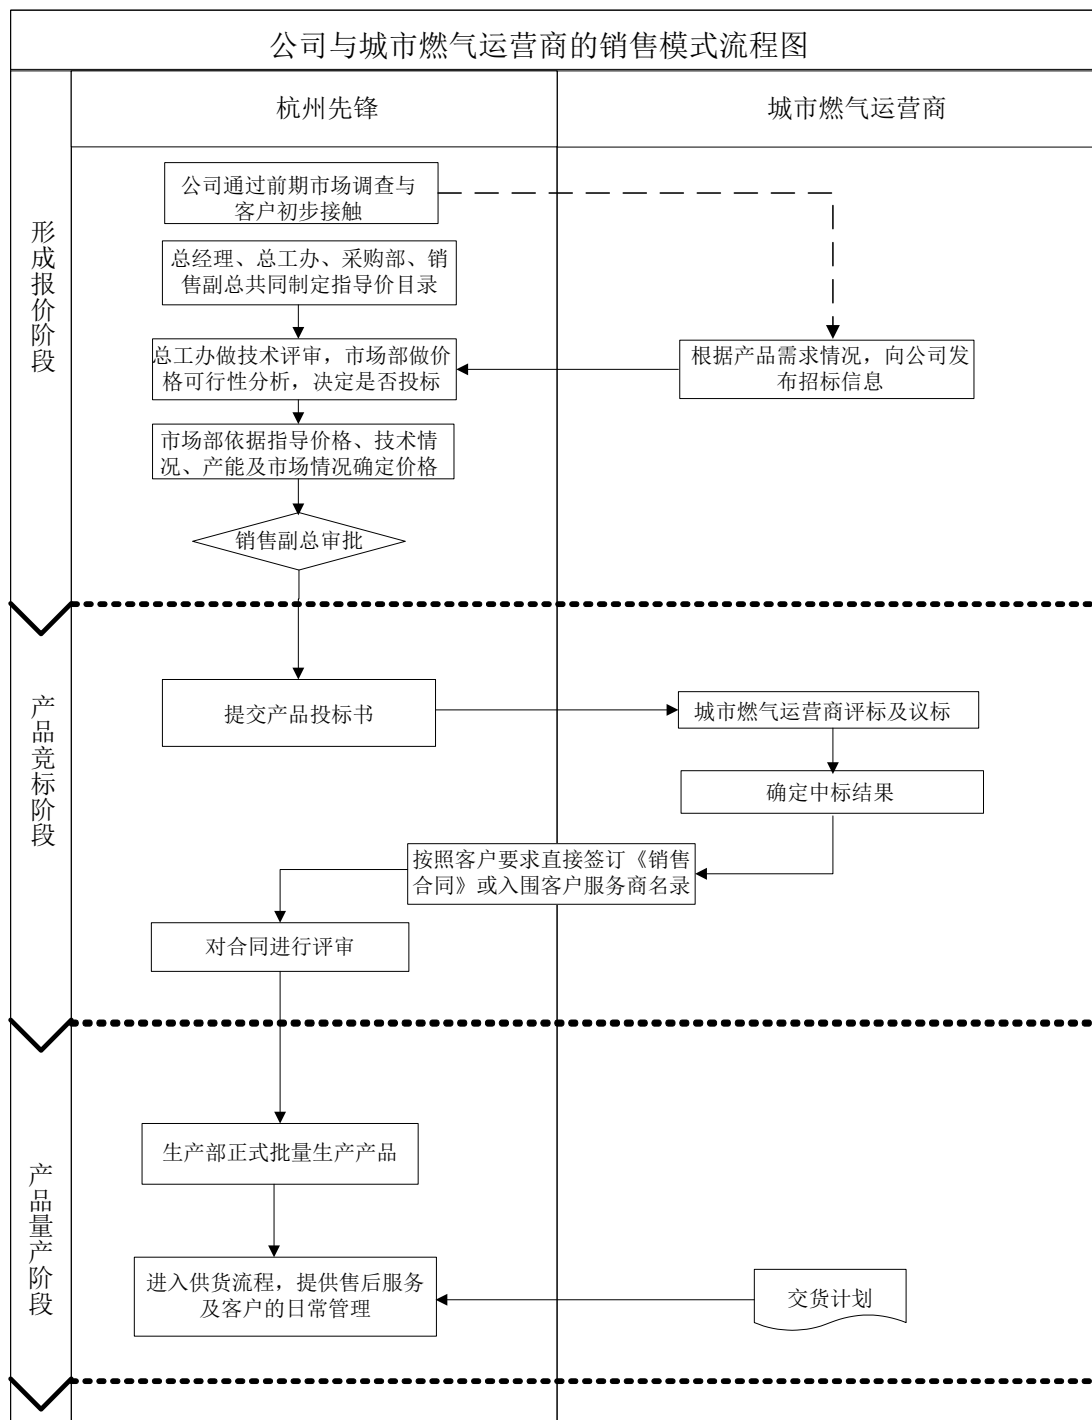 公司与城市燃气运营商的销售模式流程图
杭州先锋
城市燃气运营商
形成报价阶段
公司通过前期市场调查与
客户初步接触
总经理、总工办、采购部、销
售副总共同制定指导价目录
总工办做技术评审，市场部做价
格可行性分析，决定是否投标
根据产品需求情况，向公司发
布招标信息
市场部依据指导价格、技术情
况、产能及市场情况确定价格
销售副总审批
产品竞标阶段
提交产品投标书
城市燃气运营商评标及议标
确定中标结果
按照客户要求直接签订《销售
合同》或入围客户服务商名录
对合同进行评审
产品量产阶段
生产部正式批量生产产品
进入供货流程，提供售后服务
及客户的日常管理
交货计划